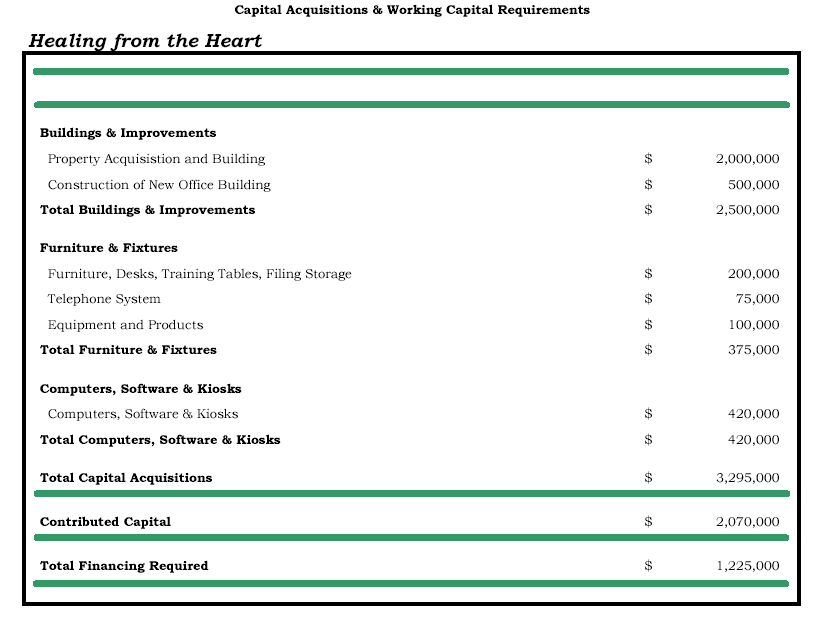 Capital Acquisitions & Working Capital Requirements
Healing from the Heart
Buildings & Improvements
Property Acquisistion and Building $ 2,000,000
Construction of New Office Building $ 500,000
Total Buildings & Improvements $ 2,500,000
Furniture & Fixtures
Furniture, Desks, Training Tables, Filing Storage $ 200,000
Telephone System $ 75,000
Equipment and Products $ 100,000
Total Furniture & Fixtures $ 375,000
Computers, Software & Kiosks
Computers, Software & Kiosks $ 420,000
Total Computers, Software & Kiosks $ 420,000
Total Capital Acquisitions $ 3,295,000
Contributed Capital $ 2,070,000
Total Financing Required $ 1,225,000